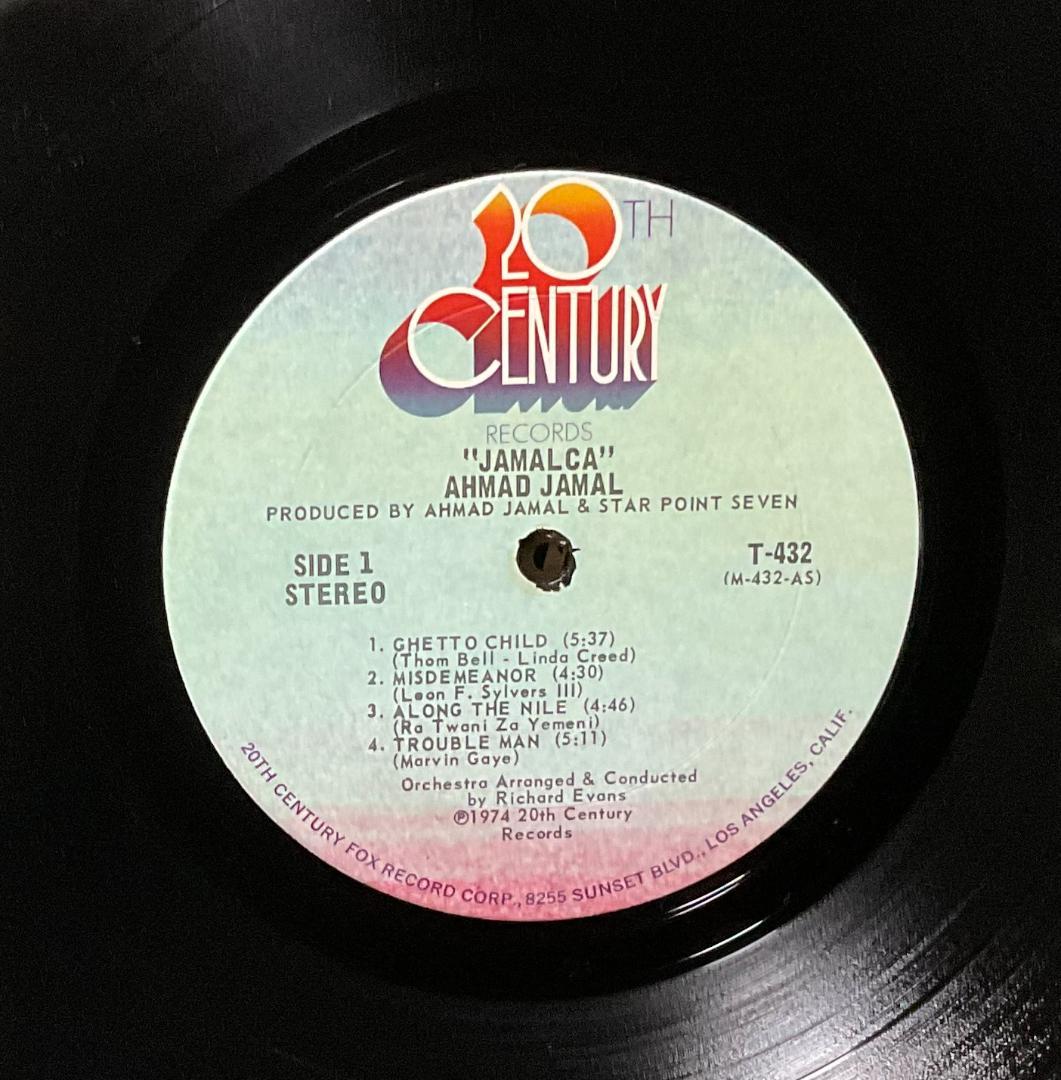 20TH
CENTURY
RECORDS
"JAMALCA"
AHMAD JAMAL
PRODUCED BY AHMAD JAMAL & STAR POINT SEVEN
SIDE 1
STEREO
T-432
(M-432-AS)
1. GHETTO CHILD (5:37)
(Thom Bell - Linda Creed)
2. MISDEMEANOR (4:30)
(Leon F. Sylvers III)
3. ALONG THE NILE (4:46)
(Ra Twani Za Yemeni)
4. TROUBLE MAN (5:11)
(Marvin Gaye)
Orchestra Arranged & Conducted
by Richard Evans
℗1974 20th Century
Records
20TH CENTURY FOX RECORD CORP., 8255 SUNSET BLVD., LOS ANGELES, CALIF.